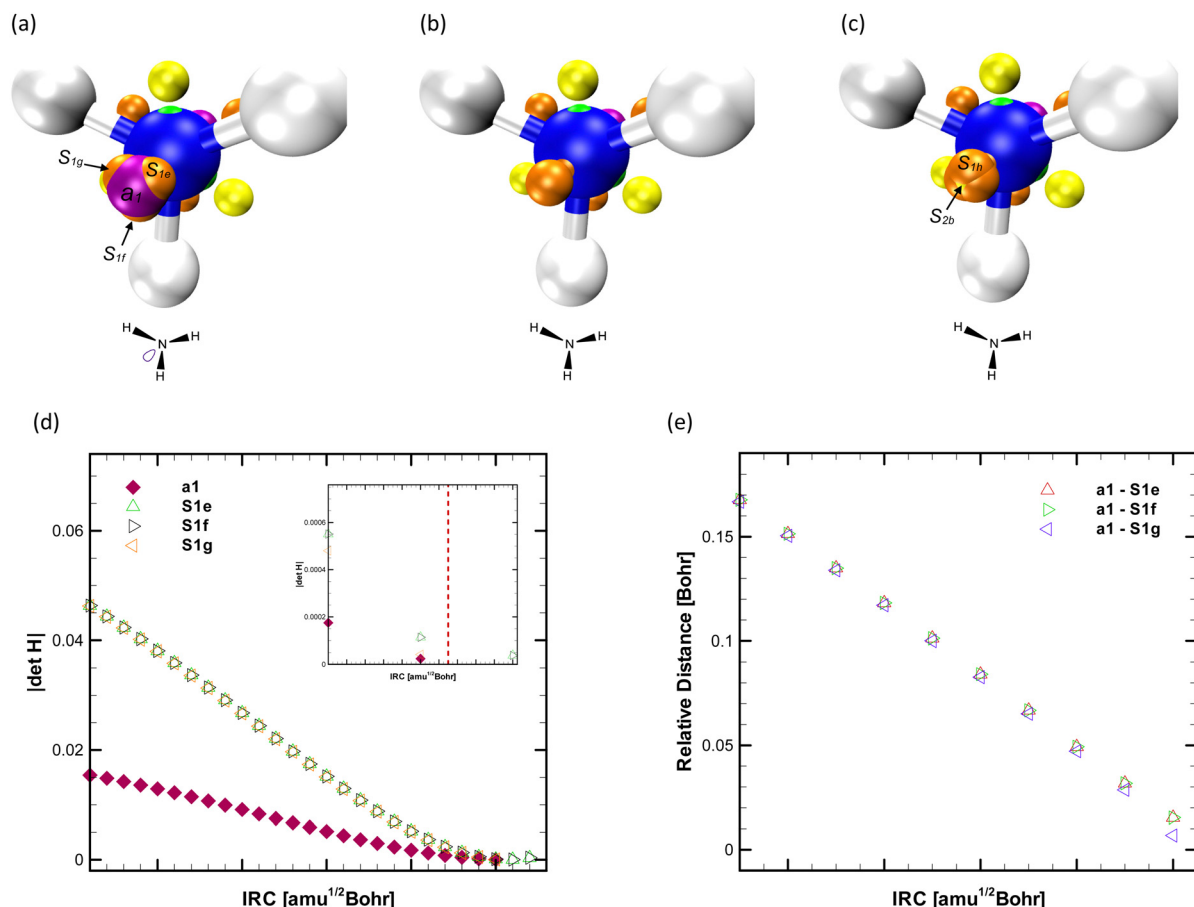 (a)
(b)
(c)
S1g
S1e
a1
S1f
S1h
S2b
H
N
H
H
H
N
H
H
H
N
H
H
(d)
(e)
a1
S1e
S1f
S1g
0.06
0.04
0.02
0
|det H|
IRC [amu1/2Bohr]
0.0006
0.0004
0.0002
0
|det H|
IRC [amu1/2Bohr]
a1 - S1e
a1 - S1f
a1 - S1g
0.15
0.1
0.05
0
Relative Distance [Bohr]
IRC [amu1/2Bohr]